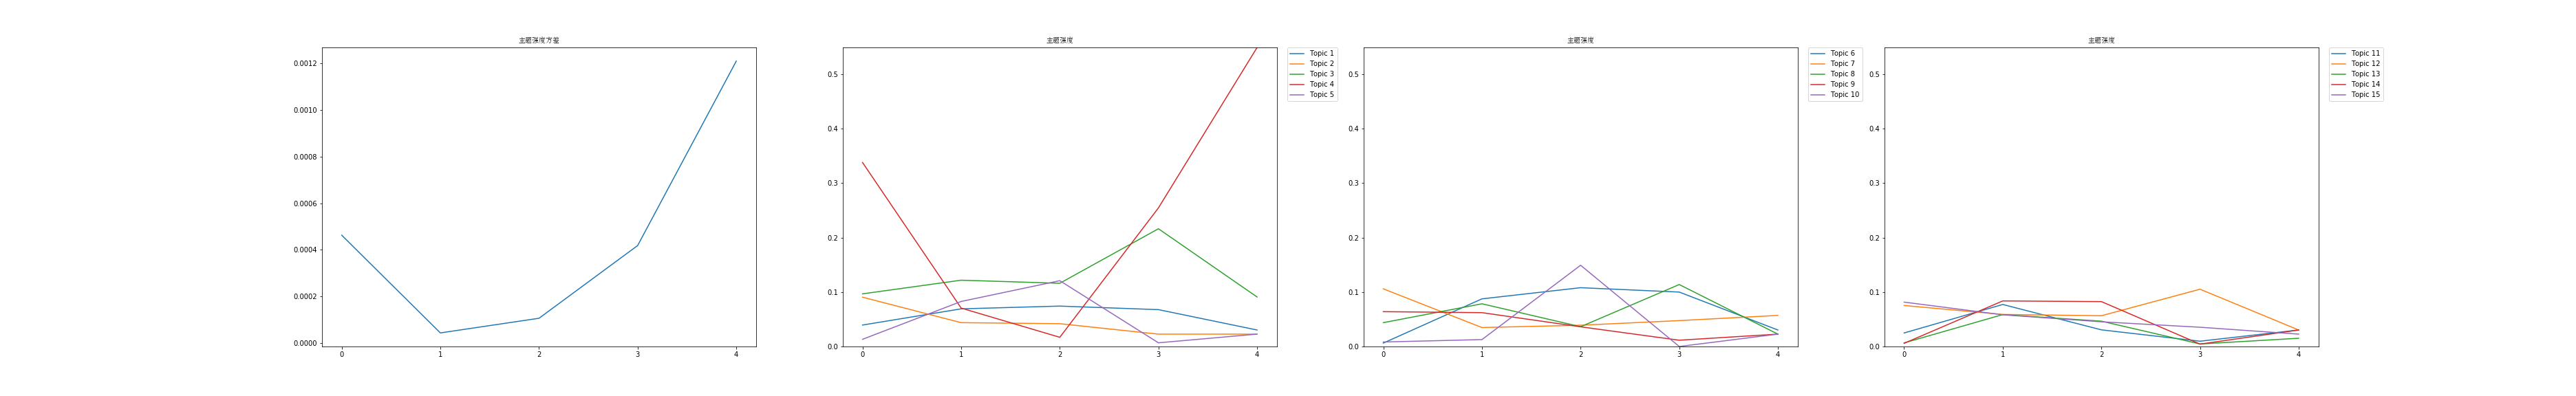 主题强度方差
0.0012
0.0010
0.0008
0.0006
0.0004
0.0002
0.0000
0 1 2 3 4
主题强度
0.5
0.4
0.3
0.2
0.1
0.0
0 1 2 3 4
Topic 1
Topic 2
Topic 3
Topic 4
Topic 5
主题强度
0.5
0.4
0.3
0.2
0.1
0.0
0 1 2 3 4
Topic 6
Topic 7
Topic 8
Topic 9
Topic 10
主题强度
0.5
0.4
0.3
0.2
0.1
0.0
0 1 2 3 4
Topic 11
Topic 12
Topic 13
Topic 14
Topic 15